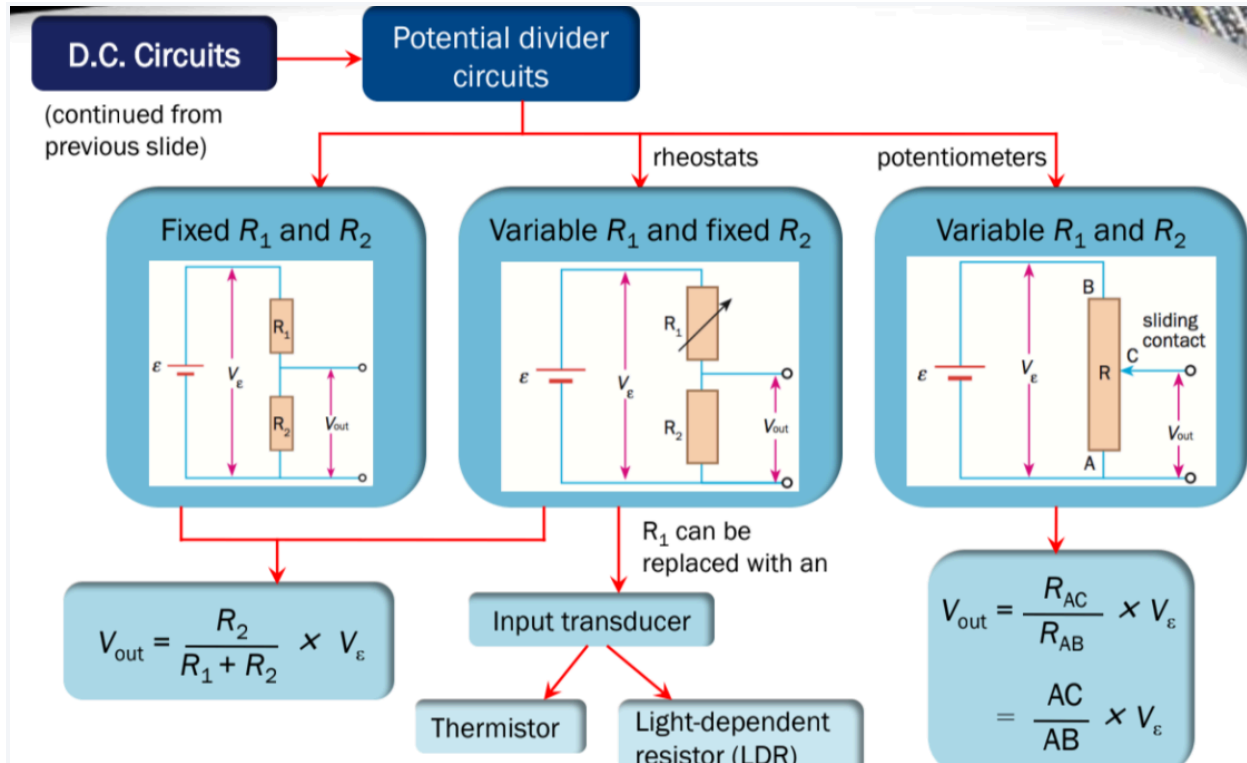 D.C. Circuits
Potential divider
circuits
(continued from
previous slide)
rheostats
potentiometers
Fixed R₁ and R₂
ε
Vε
R₁
R₂
Vout
Variable R₁ and fixed R₂
ε
Vε
R₁
R₂
Vout
Variable R₁ and R₂
B
sliding
contact
C
ε
Vε
R
Vout
A
R₁ can be
replaced with an
Vout = R₂ / (R₁ + R₂) × Vε
Input transducer
Thermistor
Light-dependent
resistor (LDR)
Vout = RAC / RAB × Vε
= AC / AB × Vε